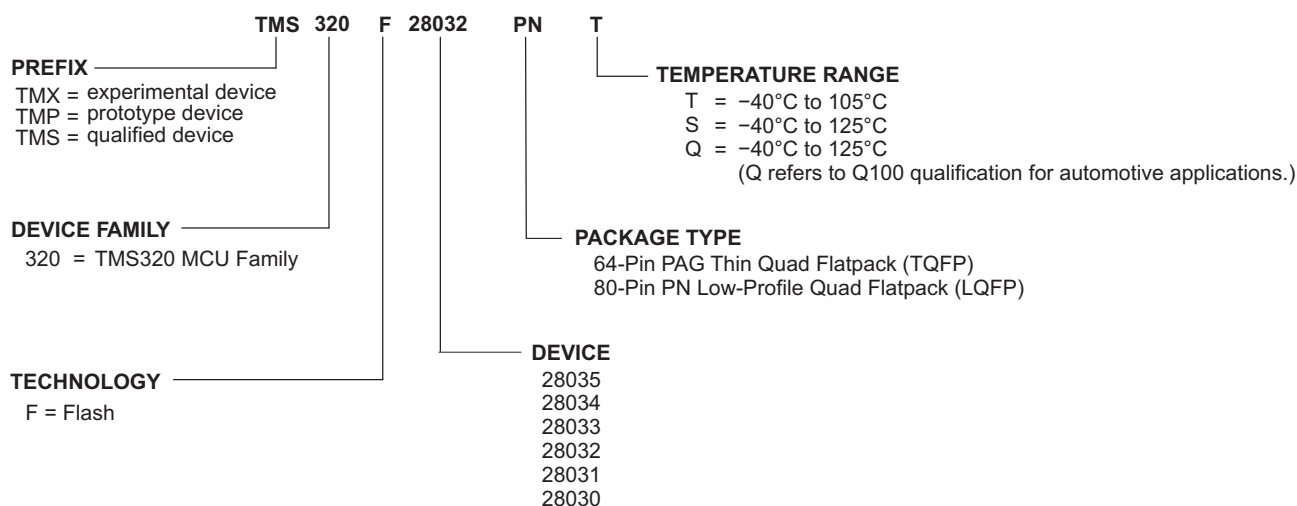 TMS 320 F 28032 PN T
PREFIX
TMX = experimental device
TMP = prototype device
TMS = qualified device
TEMPERATURE RANGE
T = −40°C to 105°C
S = −40°C to 125°C
Q = −40°C to 125°C
(Q refers to Q100 qualification for automotive applications.)
DEVICE FAMILY
320 = TMS320 MCU Family
PACKAGE TYPE
64-Pin PAG Thin Quad Flatpack (TQFP)
80-Pin PN Low-Profile Quad Flatpack (LQFP)
TECHNOLOGY
F = Flash
DEVICE
28035
28034
28033
28032
28031
28030